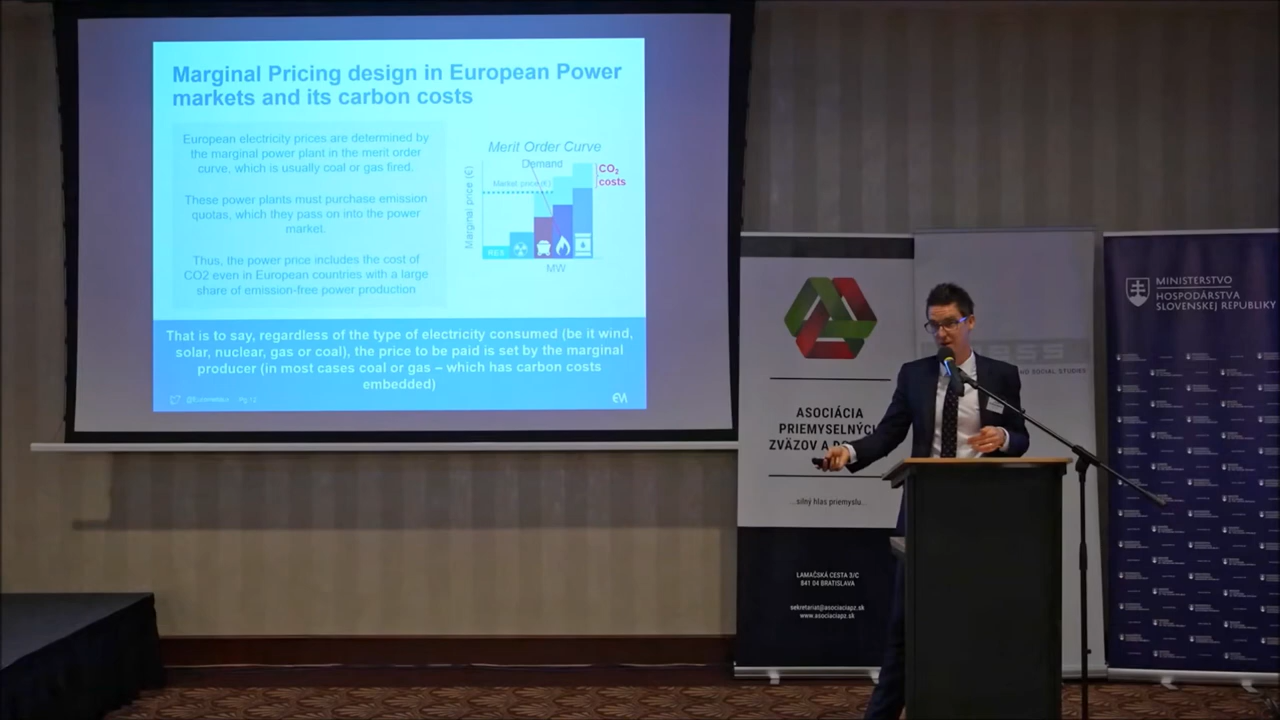 Marginal Pricing design in European Power
markets and its carbon costs
European electricity prices are determined by
the marginal power plant in the merit order
curve, which is usually coal or gas fired.
These power plants must purchase emission
quotas, which they pass on into the power
market.
Thus, the power price includes the cost of
CO2 even in European countries with a large
share of emission-free power production
Merit Order Curve
Demand
Market price (€)
CO₂
costs
Marginal price (€)
RES
MW
That is to say, regardless of the type of electricity consumed (be it wind,
solar, nuclear, gas or coal), the price to be paid is set by the marginal
producer (in most cases coal or gas – which has carbon costs
embedded)
Pg 12
ASOCIÁCIA
PRIEMYSELNÝCH
ZVÄZOV A
...silný hlas priemyslu...
LAMAČSKÁ CESTA 3/C
841 04 BRATISLAVA
sekretariat@asociaciapz.sk
www.asociaciapz.sk
AND SOCIAL STUDIES
MINISTERSTVO
HOSPODÁRSTVA
SLOVENSKEJ REPUBLIKY